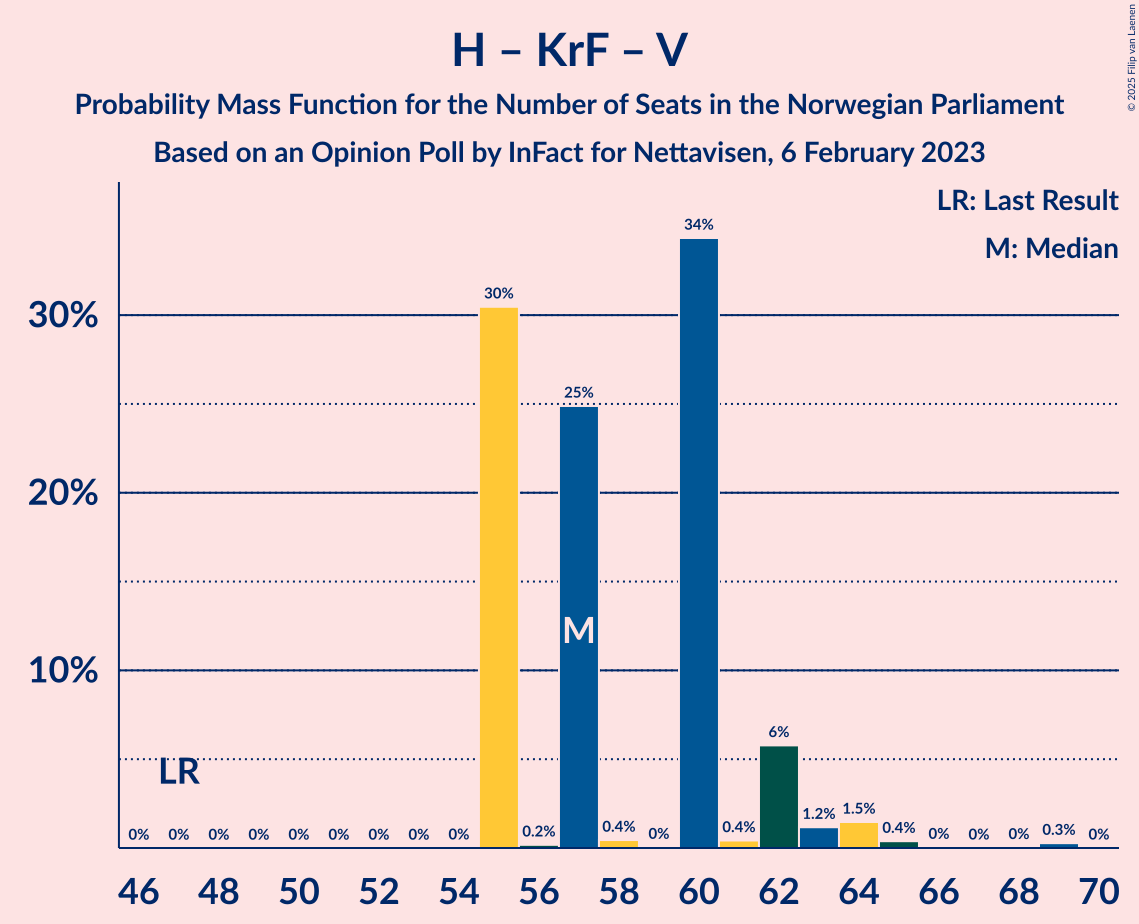 H – KrF – V
Probability Mass Function for the Number of Seats in the Norwegian Parliament
Based on an Opinion Poll by InFact for Nettavisen, 6 February 2023
© 2025 Filip van Laenen
LR: Last Result
M: Median
30%
20%
10%
LR
M
0% 0% 0% 0% 0% 0% 0% 0% 0% 30% 0.2% 25% 0.4% 0% 34% 0.4% 6% 1.2% 1.5% 0.4% 0% 0% 0% 0.3% 0%
46 48 50 52 54 56 58 60 62 64 66 68 70